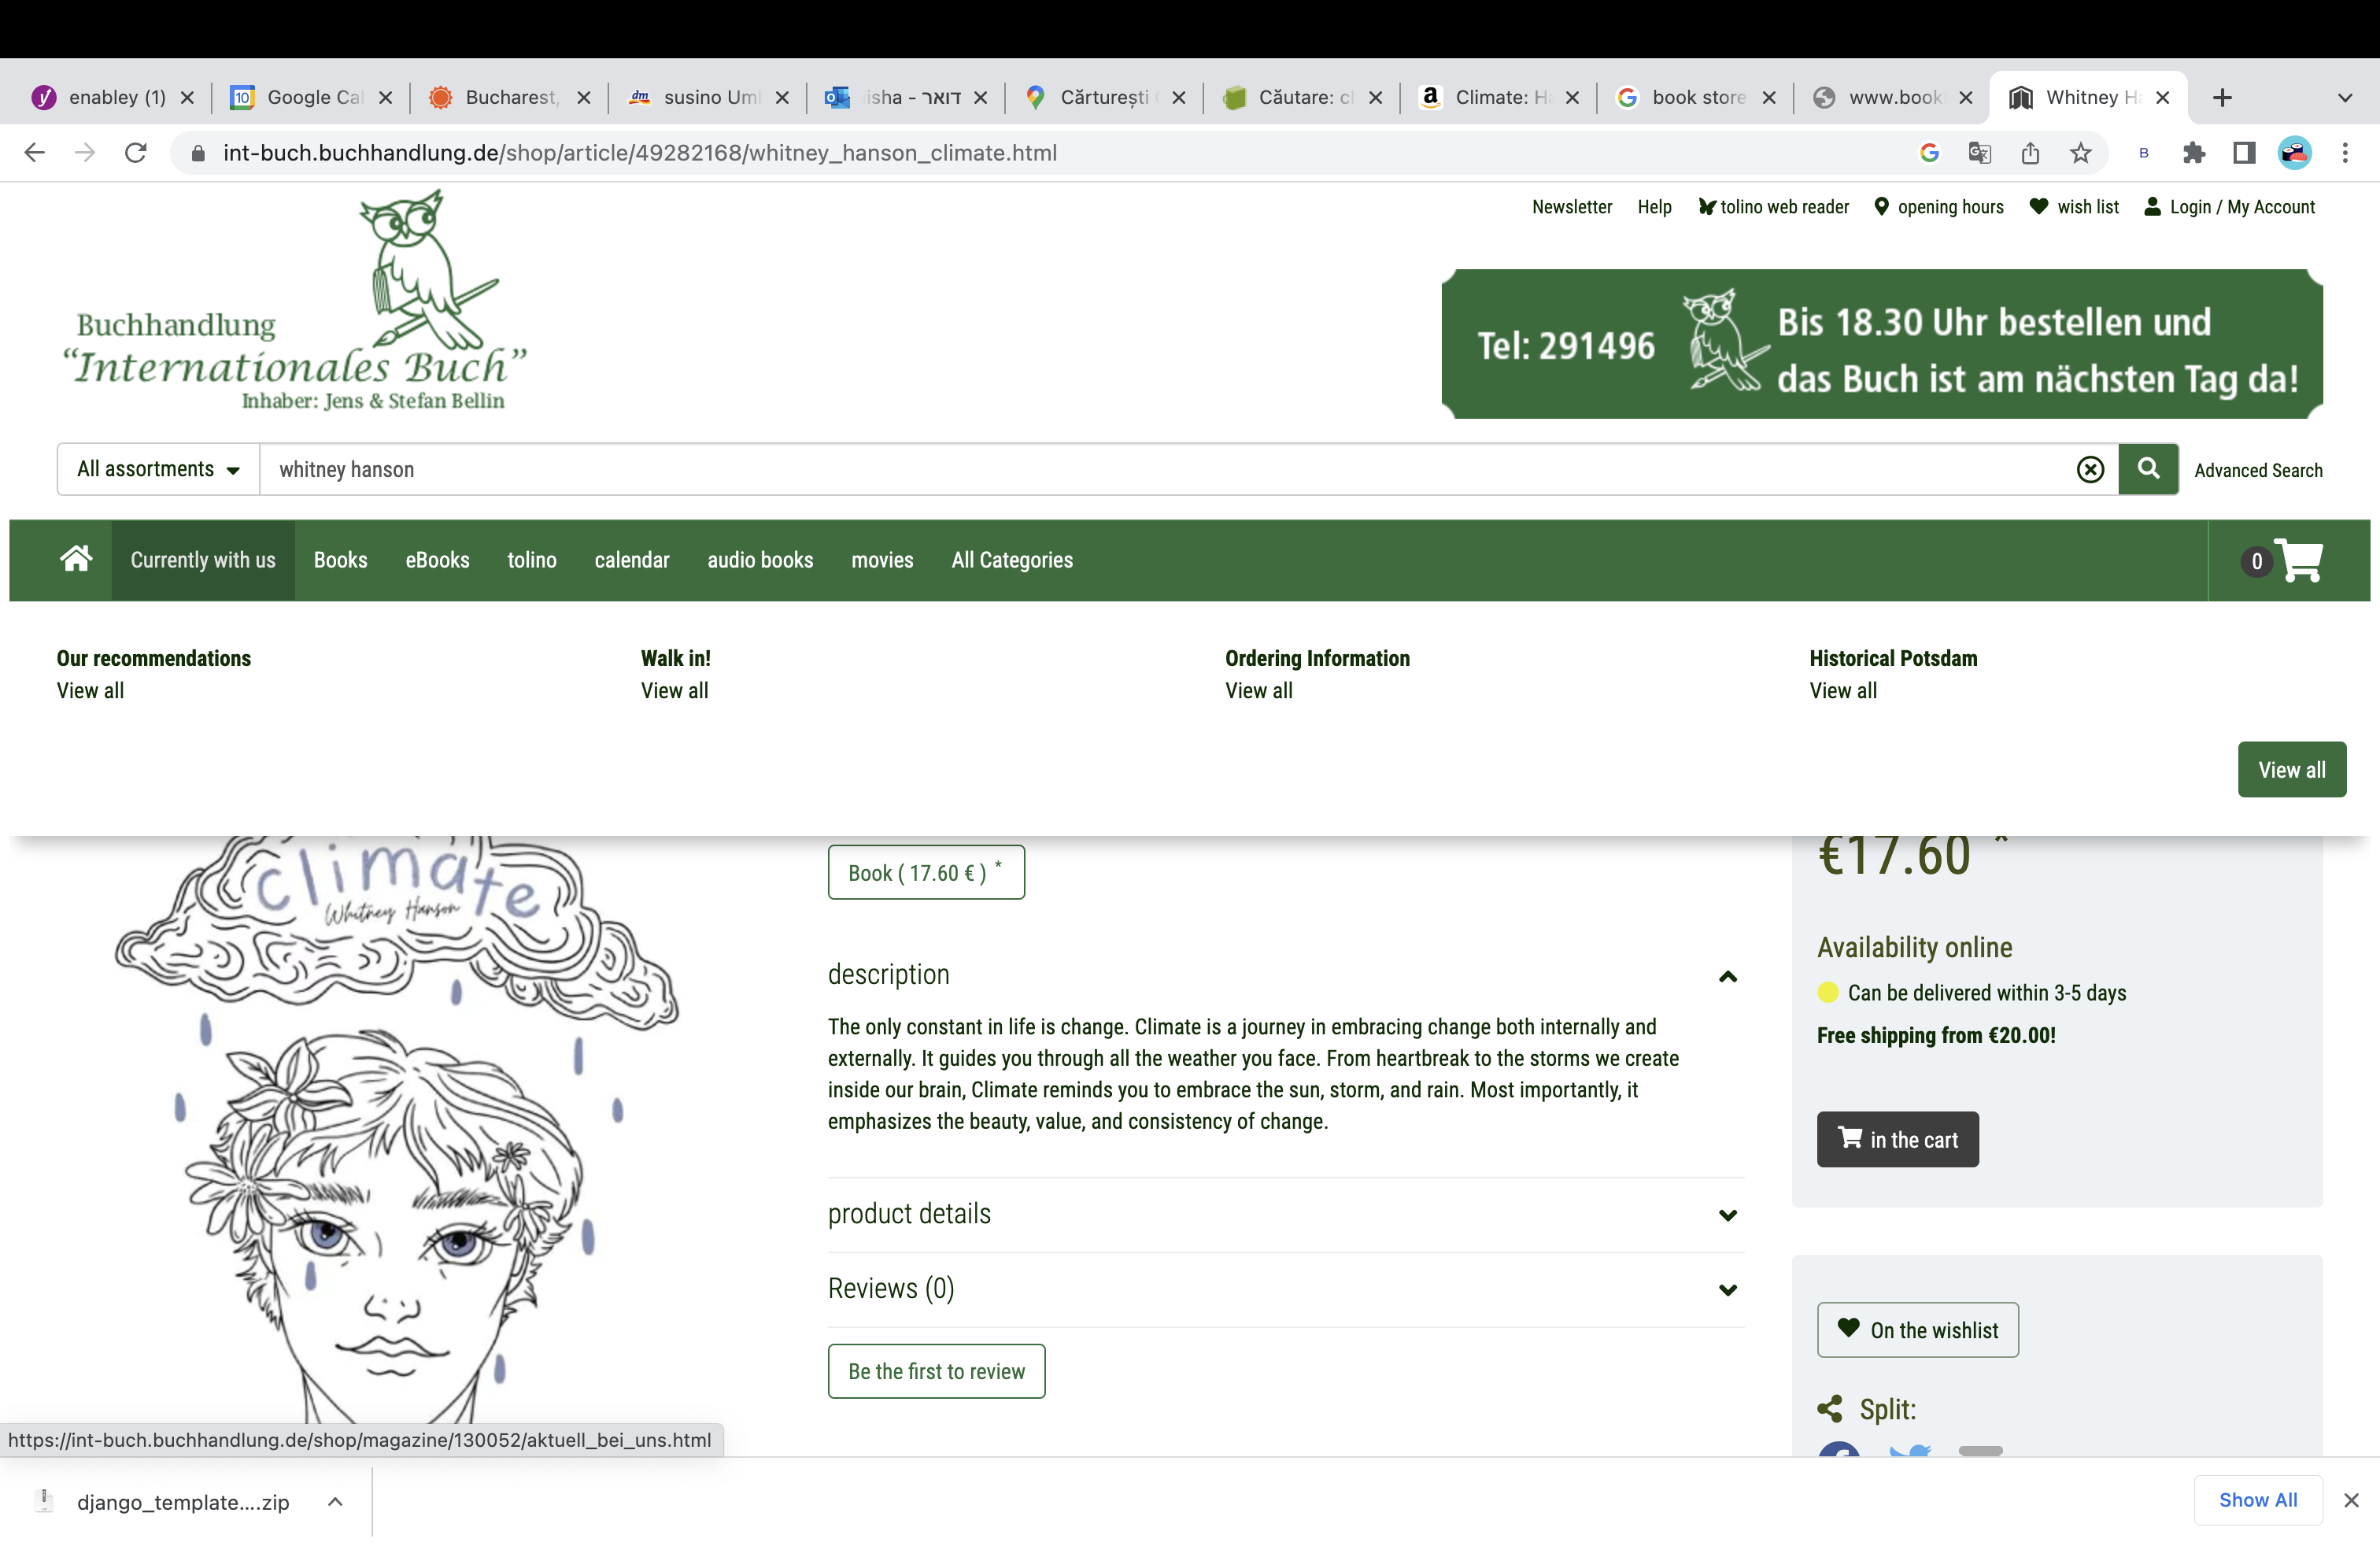 enabley (1)
Google Cal
Bucharest,
susino Um
isha - דואר
Cărturești
Căutare: cl
Climate: Ha
book store
www.book
Whitney Ha
int-buch.buchhandlung.de/shop/article/49282168/whitney_hanson_climate.html
Newsletter Help tolino web reader opening hours wish list Login / My Account
Buchhandlung
“Internationales Buch”
Inhaber: Jens & Stefan Bellin
Tel: 291496
Bis 18.30 Uhr bestellen und
das Buch ist am nächsten Tag da!
All assortments whitney hanson Advanced Search
Currently with us Books eBooks tolino calendar audio books movies All Categories 0
Our recommendations
View all
Walk in!
View all
Ordering Information
View all
Historical Potsdam
View all
View all
climate
Whitney Hanson
Book ( 17.60 € ) *
description
The only constant in life is change. Climate is a journey in embracing change both internally and
externally. It guides you through all the weather you face. From heartbreak to the storms we create
inside our brain, Climate reminds you to embrace the sun, storm, and rain. Most importantly, it
emphasizes the beauty, value, and consistency of change.
product details
Reviews (0)
Be the first to review
€17.60 *
Availability online
Can be delivered within 3-5 days
Free shipping from €20.00!
in the cart
On the wishlist
Split:
https://int-buch.buchhandlung.de/shop/magazine/130052/aktuell_bei_uns.html
django_template....zip
Show All